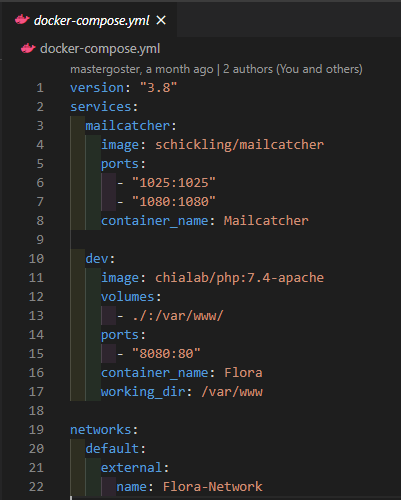 docker-compose.yml ×
docker-compose.yml
mastergoster, a month ago | 2 authors (You and others)
1 version: "3.8"
2 services:
3   mailcatcher:
4     image: schickling/mailcatcher
5     ports:
6       - "1025:1025"
7       - "1080:1080"
8     container_name: Mailcatcher
9
10   dev:
11     image: chialab/php:7.4-apache
12     volumes:
13       - ./:/var/www/
14     ports:
15       - "8080:80"
16     container_name: Flora
17     working_dir: /var/www
18
19 networks:
20   default:
21     external:
22       name: Flora-Network